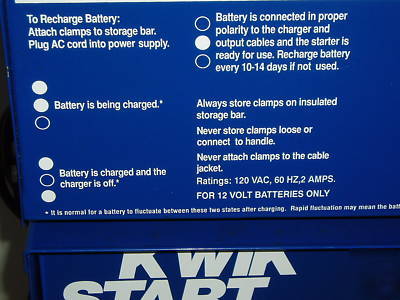 To Recharge Battery:
Attach clamps to storage bar.
Plug AC cord into power supply.
Battery is being charged.*
Battery is charged and the
charger is off.*
Battery is connected in proper
polarity to the charger and
output cables and the starter is
ready for use. Recharge battery
every 10-14 days if not used.
Always store clamps on insulated
storage bar.
Never store clamps loose or
connect to handle.
Never attach clamps to the cable
jacket.
Ratings: 120 VAC, 60 HZ,2 AMPS.
FOR 12 VOLT BATTERIES ONLY
* It is normal for a battery to fluctuate between these two states after charging. Rapid fluctuation may mean the batt
KWIK
START